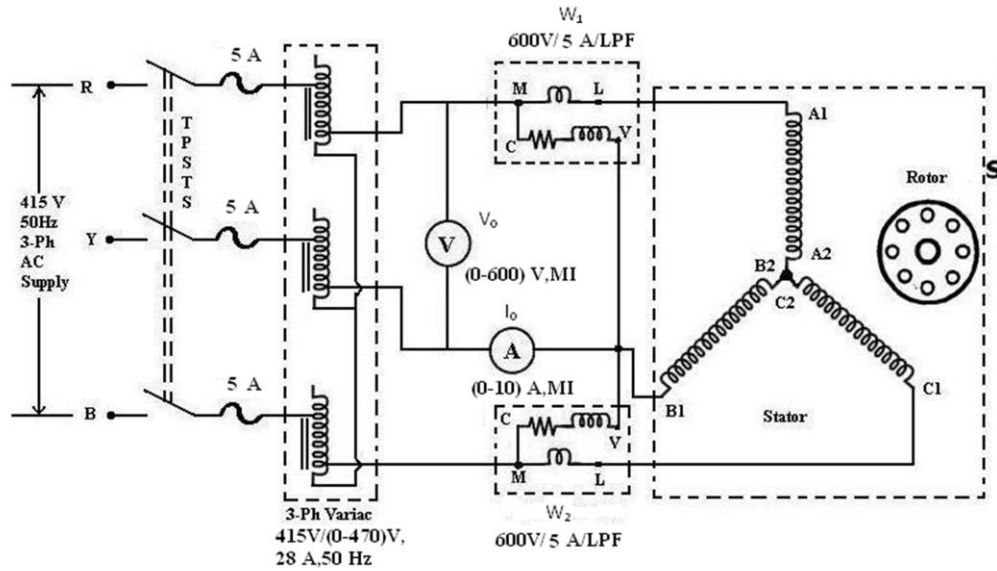 W₁
600V/ 5 A/LPF
5 A
R
M
L
A1
C
V
T
P
S
T
S
415 V
50Hz
3-Ph
AC
Supply
5 A
Y
V₀
V
(0-600) V,MI
Rotor
S
A2
B2
C2
I₀
A
(0-10) A,MI
5 A
B
C
V
B1
C1
Stator
M
L
3-Ph Variac
415V/(0-470)V,
28 A,50 Hz
W₂
600V/ 5 A/LPF